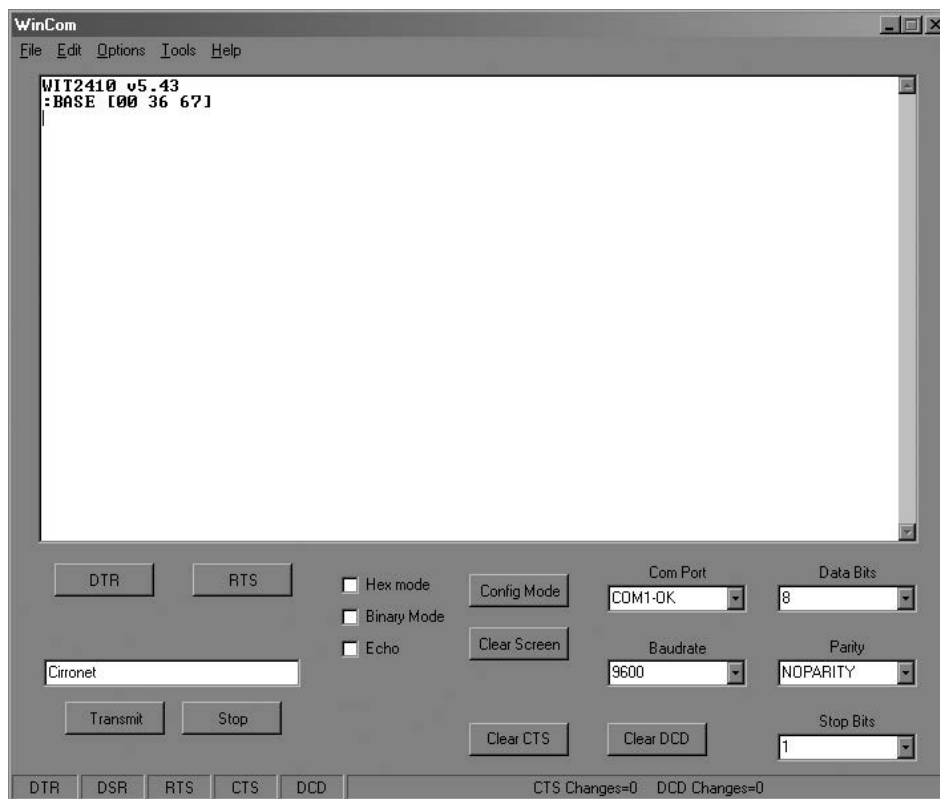 WinCom
File Edit Options Tools Help
WIT2410 v5.43
:BASE [00 36 67]
DTR RTS
Hex mode
Binary Mode
Echo
Config Mode
Clear Screen
Com Port
COM1-OK
Data Bits
8
Baudrate
9600
Parity
NOPARITY
Cirronet
Transmit Stop
Clear CTS Clear DCD
Stop Bits
1
DTR DSR RTS CTS DCD CTS Changes=0 DCD Changes=0